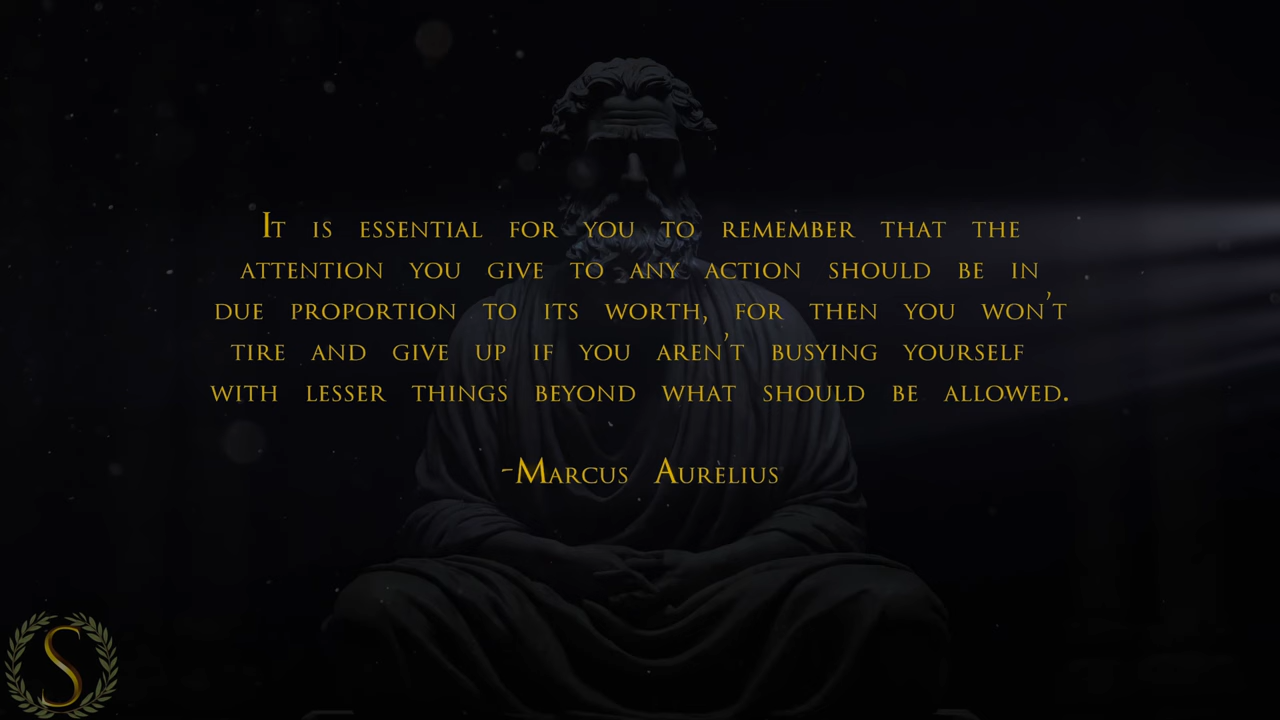 It is essential for you to remember that the
attention you give to any action should be in
due proportion to its worth, for then you won't
tire and give up if you aren't busying yourself
with lesser things beyond what should be allowed.
-Marcus Aurelius
S